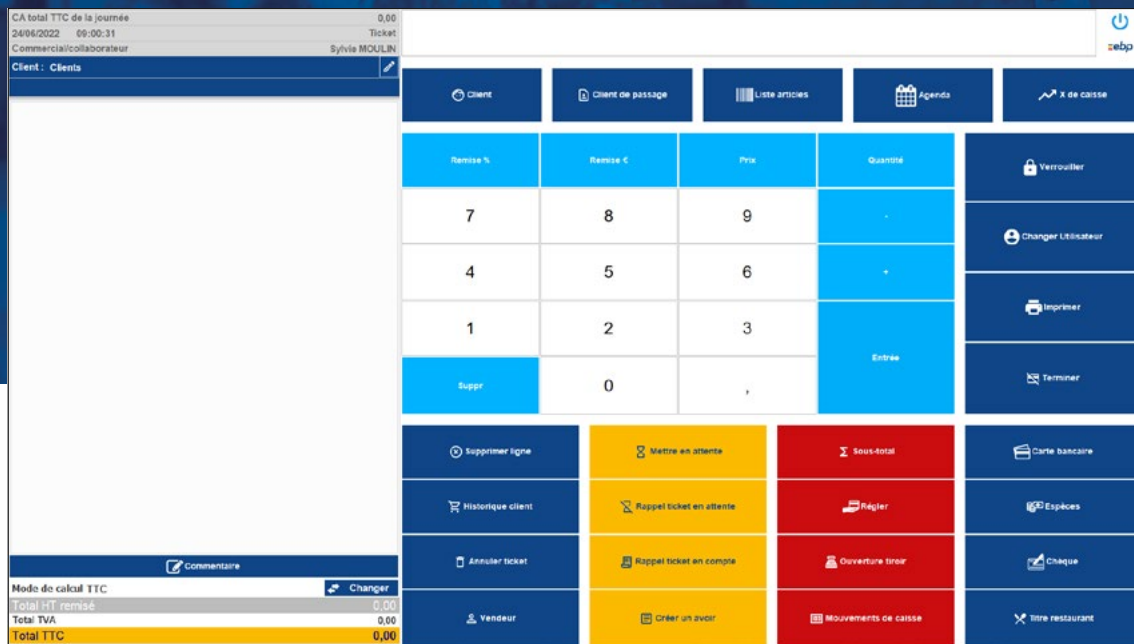 CA total TTC de la journée 0,00
24/06/2022 09:00:31 Ticket
Commercial/collaborateur Sylvie MOULIN
Client : Clients
ebp
Client
Client de passage
Liste articles
Agenda
X de caisse
Remise %
Remise €
Prix
Quantité
Verrouiller
7
8
9
-
Changer Utilisateur
4
5
6
+
Imprimer
1
2
3
Entrée
Terminer
Suppr
0
,
Supprimer ligne
Mettre en attente
Σ Sous-total
Carte bancaire
Historique client
Rappel ticket en attente
Régler
Espèces
Annuler ticket
Rappel ticket en compte
Ouverture tiroir
Chèque
Vendeur
Créer un avoir
Mouvements de caisse
Titre restaurant
Commentaire
Mode de calcul TTC Changer
Total HT remisé 0,00
Total TVA 0,00
Total TTC 0,00